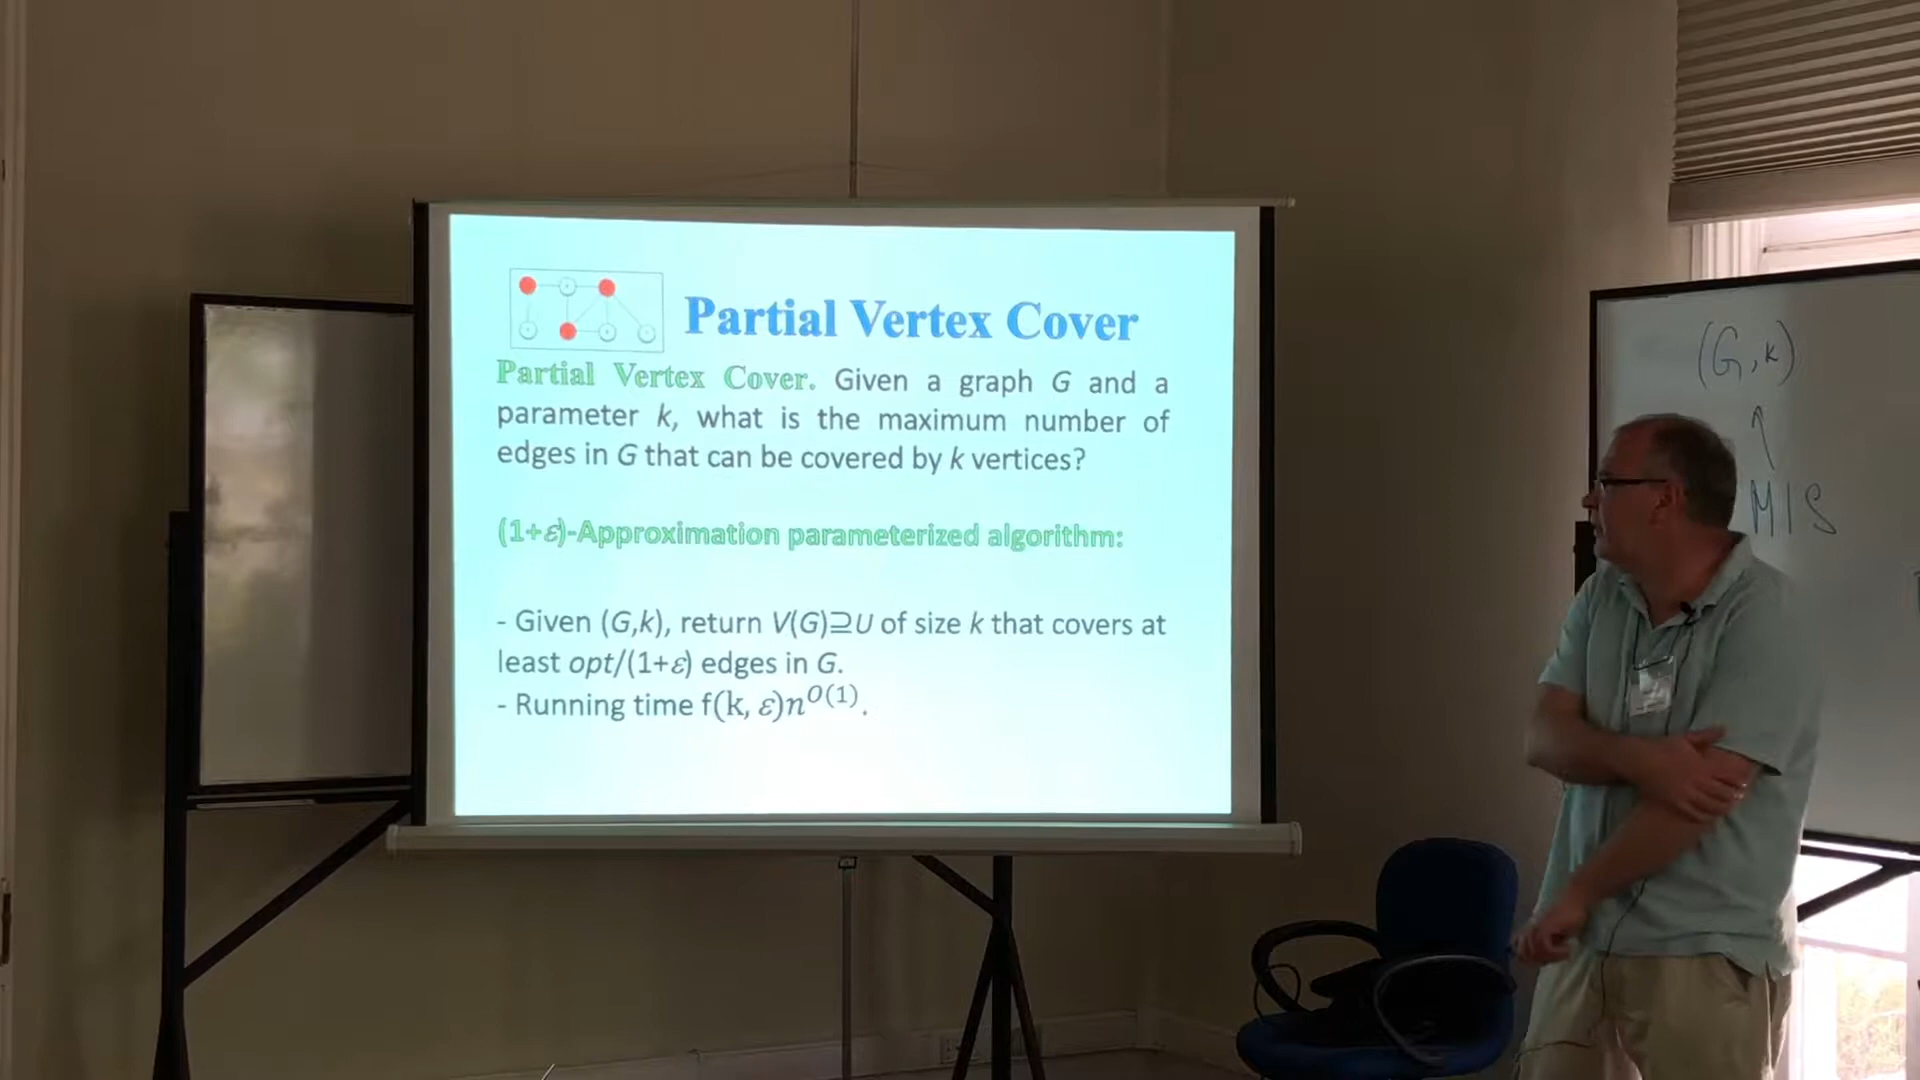 Partial Vertex Cover
Partial Vertex Cover. Given a graph G and a
parameter k, what is the maximum number of
edges in G that can be covered by k vertices?
(1+ε)-Approximation parameterized algorithm:
- Given (G,k), return V(G)⊇U of size k that covers at
least opt/(1+ε) edges in G.
- Running time f(k, ε)n^O(1).
(G,k)
↑
MIS